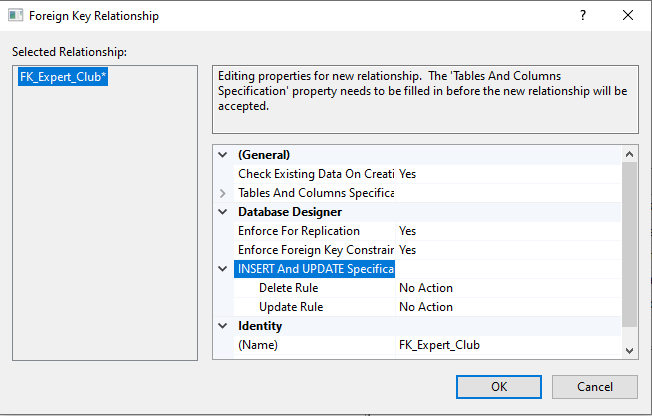 Foreign Key Relationship
?
Selected Relationship:
FK_Expert_Club*
Editing properties for new relationship. The 'Tables And Columns
Specification' property needs to be filled in before the new relationship will be
accepted.
(General)
Check Existing Data On Creati Yes
Tables And Columns Specifica
Database Designer
Enforce For Replication Yes
Enforce Foreign Key Constrair Yes
INSERT And UPDATE Specifica
Delete Rule No Action
Update Rule No Action
Identity
(Name) FK_Expert_Club
OK Cancel